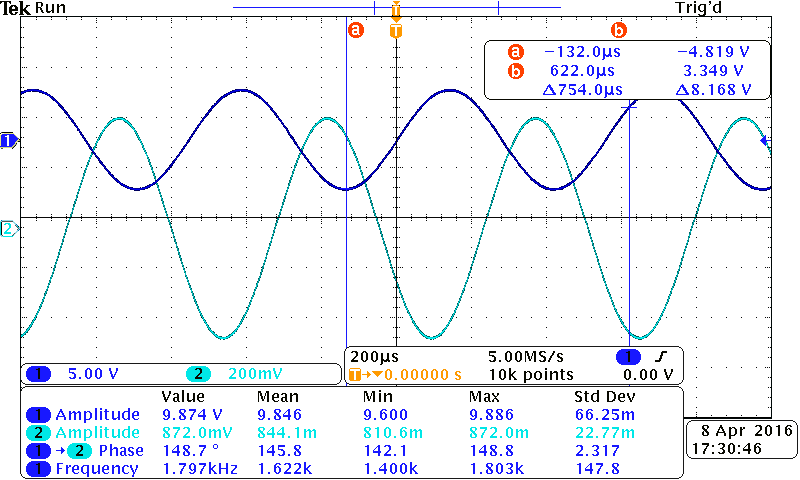 Tek Run Trig'd
T
a b
T
a −132.0µs −4.819 V
b 622.0µs 3.349 V
Δ754.0µs Δ8.168 V
1
2
1 5.00 V 2 200mV
200µs 5.00MS/s 1
T→▼0.00000 s 10k points 0.00 V
Value Mean Min Max Std Dev
1 Amplitude 9.874 V 9.846 9.600 9.886 66.25m
2 Amplitude 872.0mV 844.1m 810.6m 872.0m 22.77m
1 → 2 Phase 148.7 ° 145.8 142.1 148.8 2.317
1 Frequency 1.797kHz 1.622k 1.400k 1.803k 147.8
8 Apr 2016
17:30:46